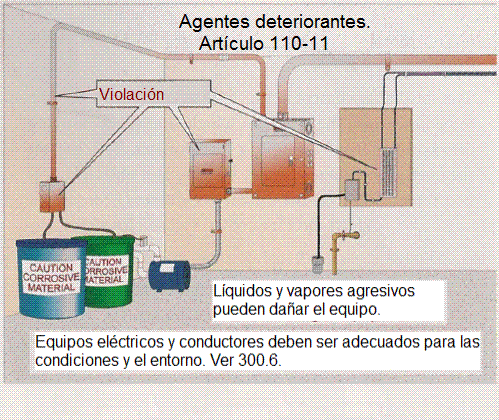 Agentes deteriorantes.
Artículo 110-11
Violación
CAUTION
CORROSIVE
MATERIAL
CAUTION
CORROSIVE
MATERIAL
Líquidos y vapores agresivos
pueden dañar el equipo.
Equipos eléctricos y conductores deben ser adecuados para las
condiciones y el entorno. Ver 300.6.